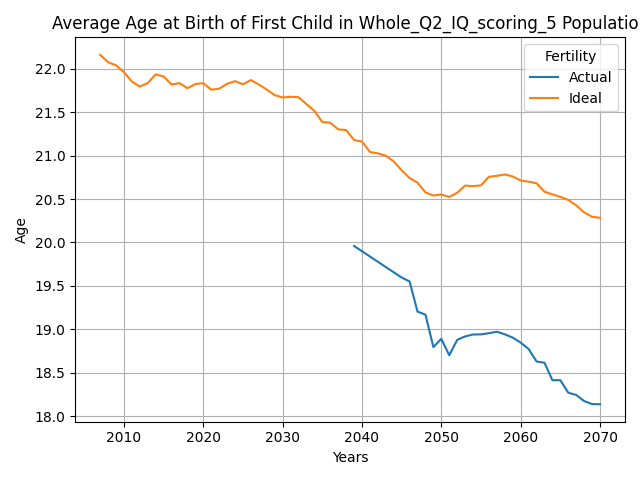 Average Age at Birth of First Child in Whole_Q2_IQ_scoring_5 Populatio
Fertility
Actual
Ideal
22.0
21.5
21.0
20.5
20.0
19.5
19.0
18.5
18.0
Age
2010 2020 2030 2040 2050 2060 2070
Years